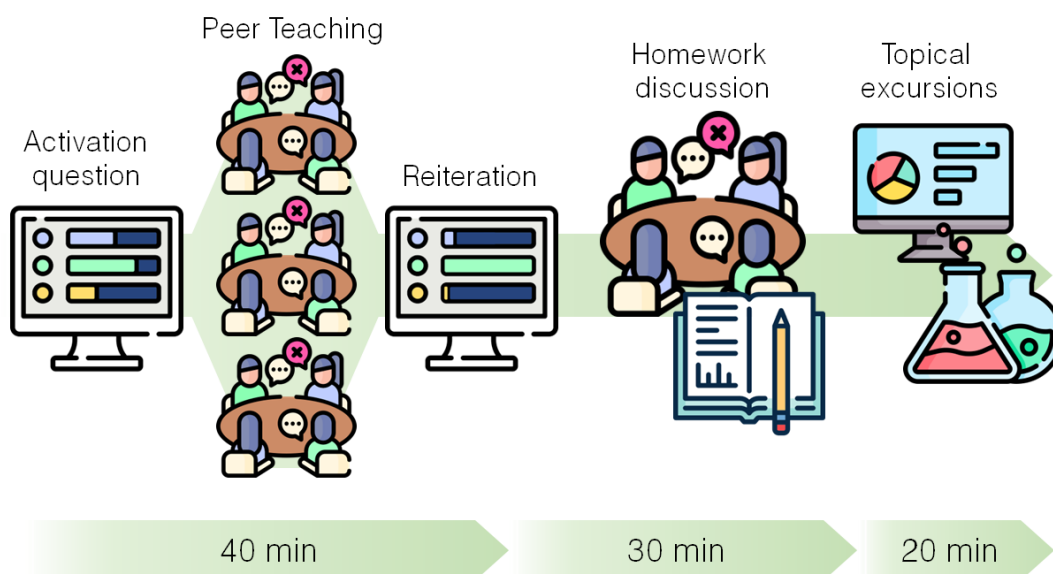 Peer Teaching
Activation
question
Reiteration
Homework
discussion
Topical
excursions
40 min
30 min
20 min